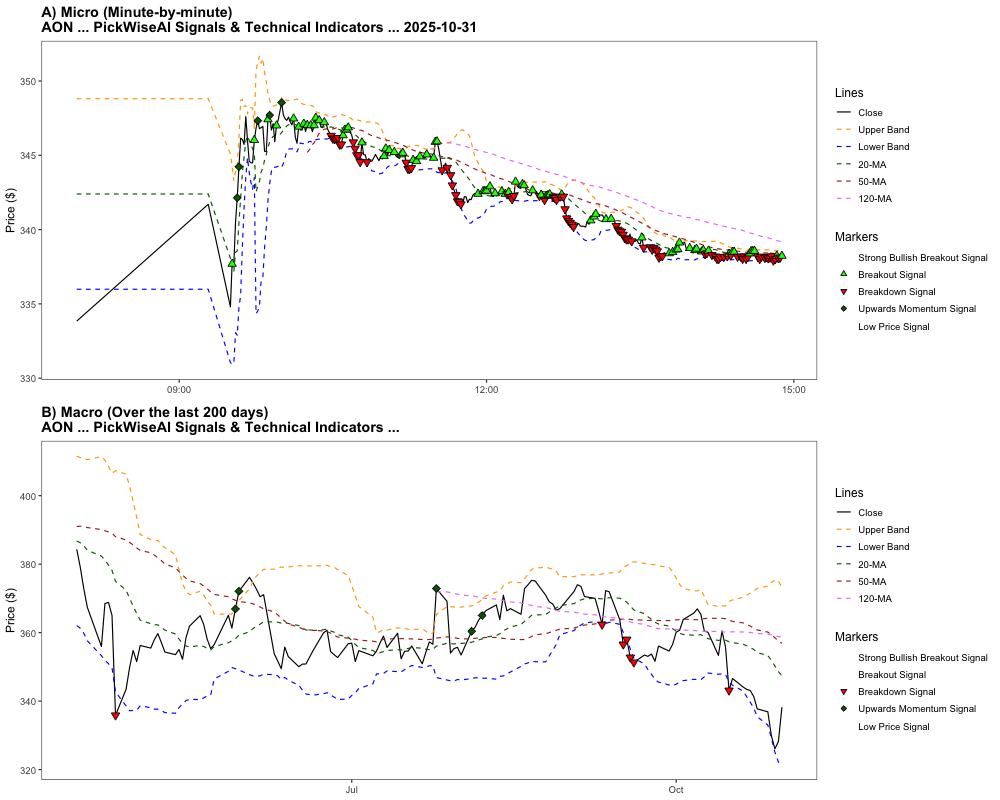 A) Micro (Minute-by-minute)
AON ... PickWiseAI Signals & Technical Indicators ... 2025-10-31
Price ($)
350
345
340
335
330
09:00
12:00
15:00
Lines
Close
Upper Band
Lower Band
20-MA
50-MA
120-MA
Markers
Strong Bullish Breakout Signal
Breakout Signal
Breakdown Signal
Upwards Momentum Signal
Low Price Signal
B) Macro (Over the last 200 days)
AON ... PickWiseAI Signals & Technical Indicators ...
Price ($)
400
380
360
340
320
Jul
Oct
Lines
Close
Upper Band
Lower Band
20-MA
50-MA
120-MA
Markers
Strong Bullish Breakout Signal
Breakout Signal
Breakdown Signal
Upwards Momentum Signal
Low Price Signal